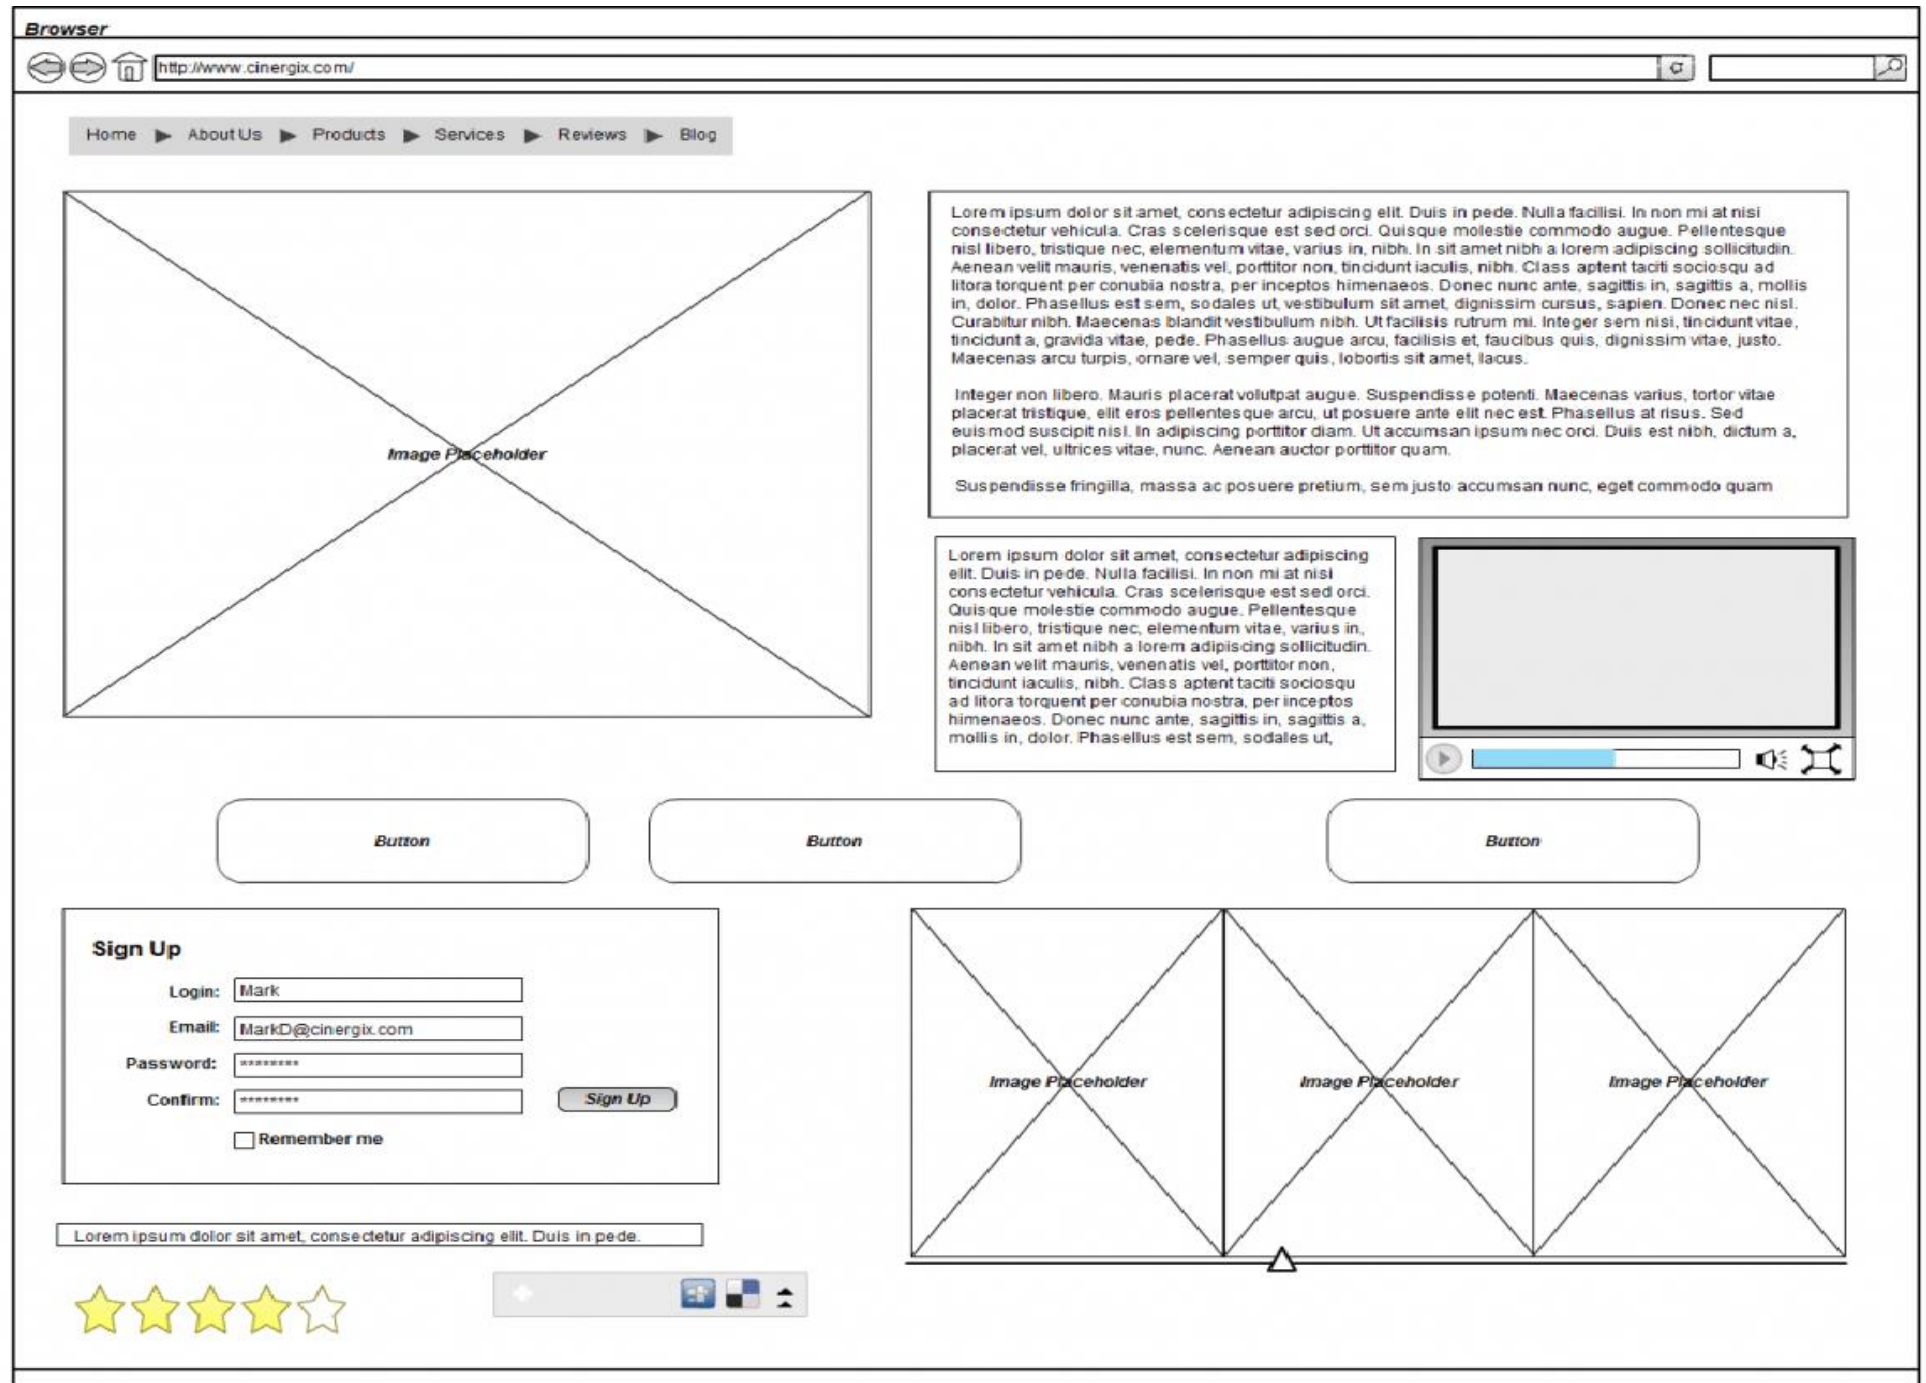 Browser
http://www.cinergix.com/
Home About Us Products Services Reviews Blog
Image Placeholder
Lorem ipsum dolor sit amet, consectetur adipiscing elit. Duis in pede. Nulla facilisi. In non mi at nisi
consectetur vehicula. Cras scelerisque est sed orci. Quisque molestie commodo augue. Pellentesque
nisl libero, tristique nec, elementum vitae, varius in, nibh. In sit amet nibh a lorem adipiscing sollicitudin.
Aenean velit mauris, venenatis vel, porttitor non, tincidunt iaculis, nibh. Class aptent taciti sociosqu ad
litora torquent per conubia nostra, per inceptos himenaeos. Donec nunc ante, sagittis in, sagittis a, mollis
in, dolor. Phasellus est sem, sodales ut, vestibulum sit amet, dignissim cursus, sapien. Donec nec nisl.
Curabitur nibh. Maecenas blandit vestibulum nibh. Ut facilisis rutrum mi. Integer sem nisi, tincidunt vitae,
tincidunt a, gravida vitae, pede. Phasellus augue arcu, facilisis et, faucibus quis, dignissim vitae, justo.
Maecenas arcu turpis, ornare vel, semper quis, lobortis sit amet, lacus.
Integer non libero. Mauris placerat volutpat augue. Suspendisse potenti. Maecenas varius, tortor vitae
placerat tristique, elit eros pellentesque arcu, ut posuere ante elit nec est. Phasellus at risus. Sed
euismod suscipit nisl. In adipiscing porttitor diam. Ut accumsan ipsum nec orci. Duis est nibh, dictum a,
placerat vel, ultrices vitae, nunc. Aenean auctor porttitor quam.
Suspendisse fringilla, massa ac posuere pretium, sem justo accumsan nunc, eget commodo quam
Lorem ipsum dolor sit amet, consectetur adipiscing
elit. Duis in pede. Nulla facilisi. In non mi at nisi
consectetur vehicula. Cras scelerisque est sed orci.
Quisque molestie commodo augue. Pellentesque
nisl libero, tristique nec, elementum vitae, varius in,
nibh. In sit amet nibh a lorem adipiscing sollicitudin.
Aenean velit mauris, venenatis vel, porttitor non,
tincidunt iaculis, nibh. Class aptent taciti sociosqu
ad litora torquent per conubia nostra, per inceptos
himenaeos. Donec nunc ante, sagittis in, sagittis a,
mollis in, dolor. Phasellus est sem, sodales ut,
Button
Button
Button
Sign Up
Login: Mark
Email: MarkD@cinergix.com
Password: ********
Confirm: ********
Sign Up
Remember me
Image Placeholder
Image Placeholder
Image Placeholder
Lorem ipsum dolor sit amet, consectetur adipiscing elit. Duis in pede.